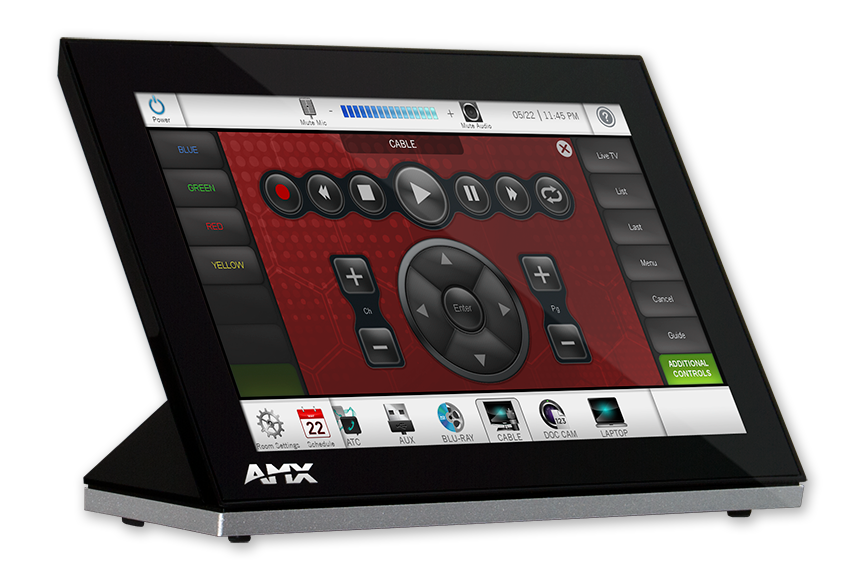 Power
Mute Mic
-
+
Mute Audio
05/22 | 11:45 PM
?
BLUE
GREEN
RED
YELLOW
CABLE
Live TV
List
Last
Menu
Cancel
Guide
ADDITIONAL
CONTROLS
+
Ch
-
Enter
+
Pg
-
Room Settings
22
Schedule
ATC
AUX
BLU-RAY
CABLE
123
DOC CAM
LAPTOP
AMX